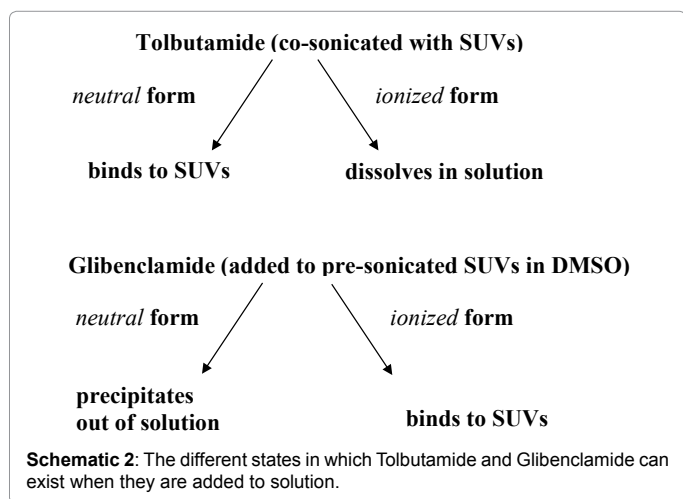 Tolbutamide (co-sonicated with SUVs)
neutral form ionized form
binds to SUVs dissolves in solution
Glibenclamide (added to pre-sonicated SUVs in DMSO)
neutral form ionized form
precipitates
out of solution binds to SUVs
Schematic 2: The different states in which Tolbutamide and Glibenclamide can
exist when they are added to solution.